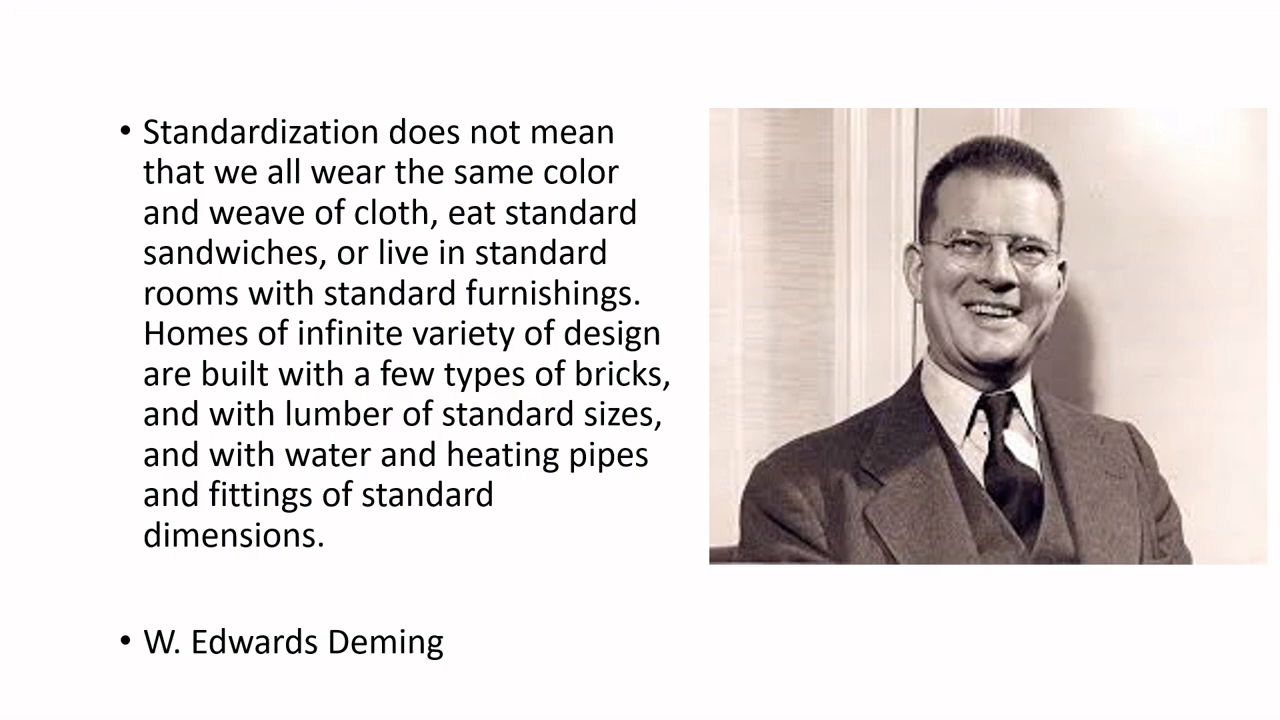 • Standardization does not mean
that we all wear the same color
and weave of cloth, eat standard
sandwiches, or live in standard
rooms with standard furnishings.
Homes of infinite variety of design
are built with a few types of bricks,
and with lumber of standard sizes,
and with water and heating pipes
and fittings of standard
dimensions.
• W. Edwards Deming